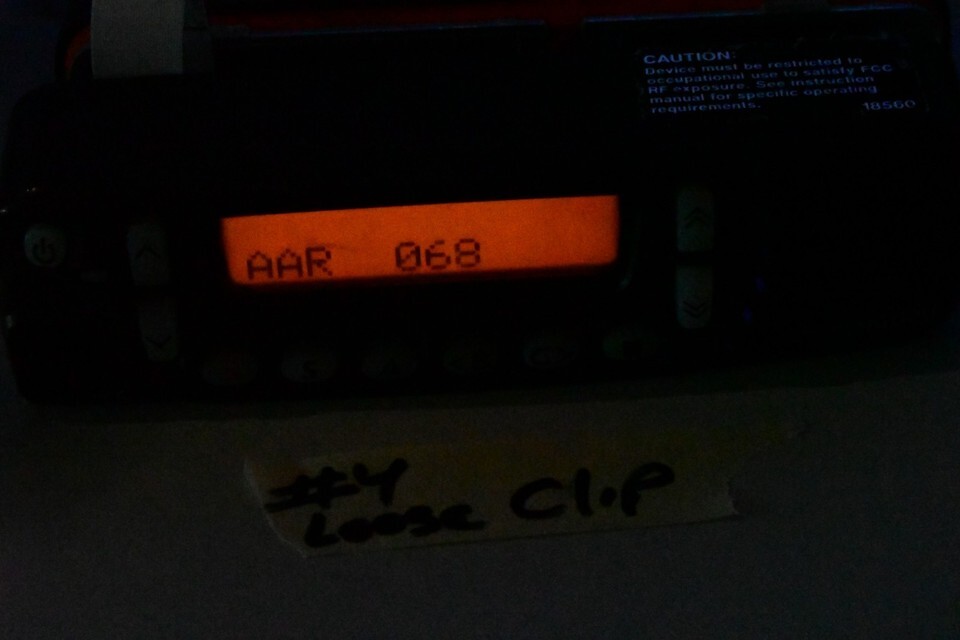 CAUTION:
Device must be restricted to
occupational use to satisfy FCC
RF exposure. See instruction
manual for specific operating
requirements.
18560
AAR 068
#4
Loose Clip